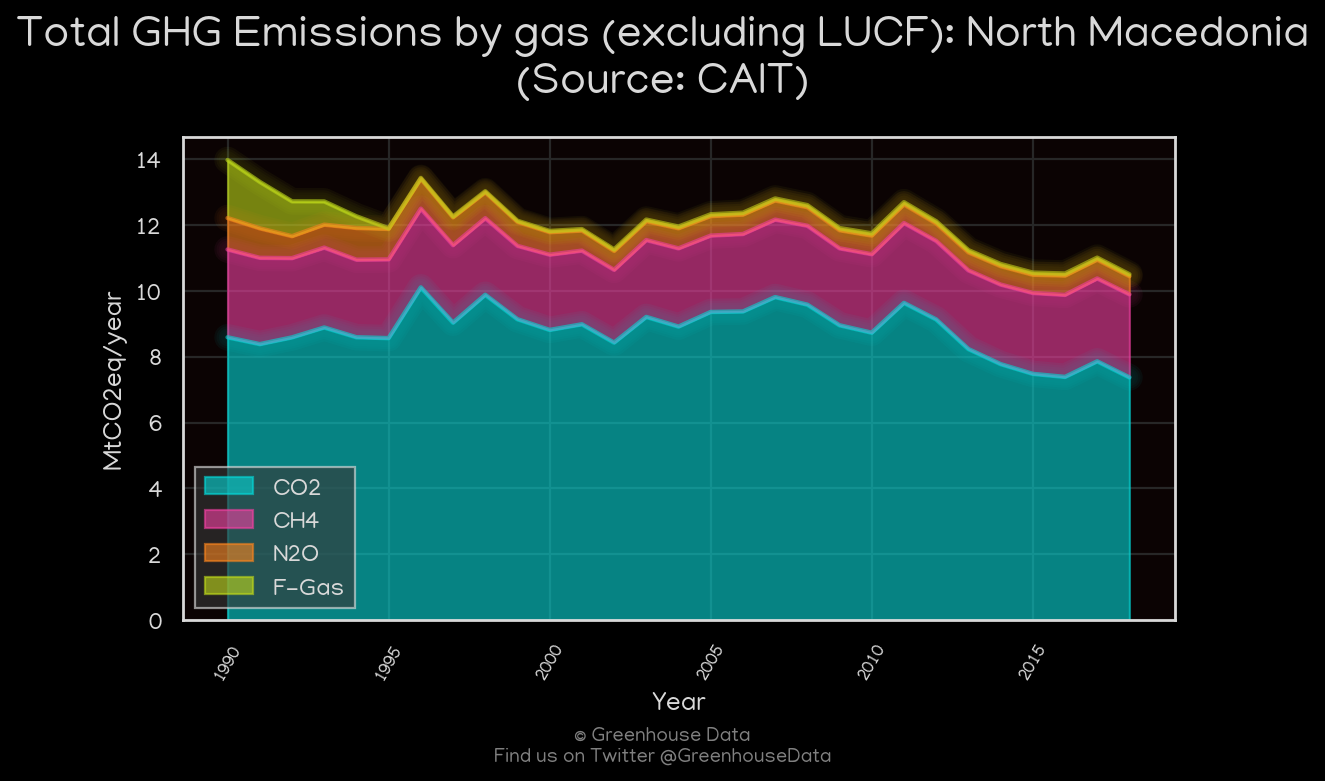 Total GHG Emissions by gas (excluding LUCF): North Macedonia
(Source: CAIT)
MtCO2eq/year
14
12
10
8
6
4
2
0
CO2
CH4
N2O
F-Gas
1990
1995
2000
2005
2010
2015
Year
© Greenhouse Data
Find us on Twitter @GreenhouseData